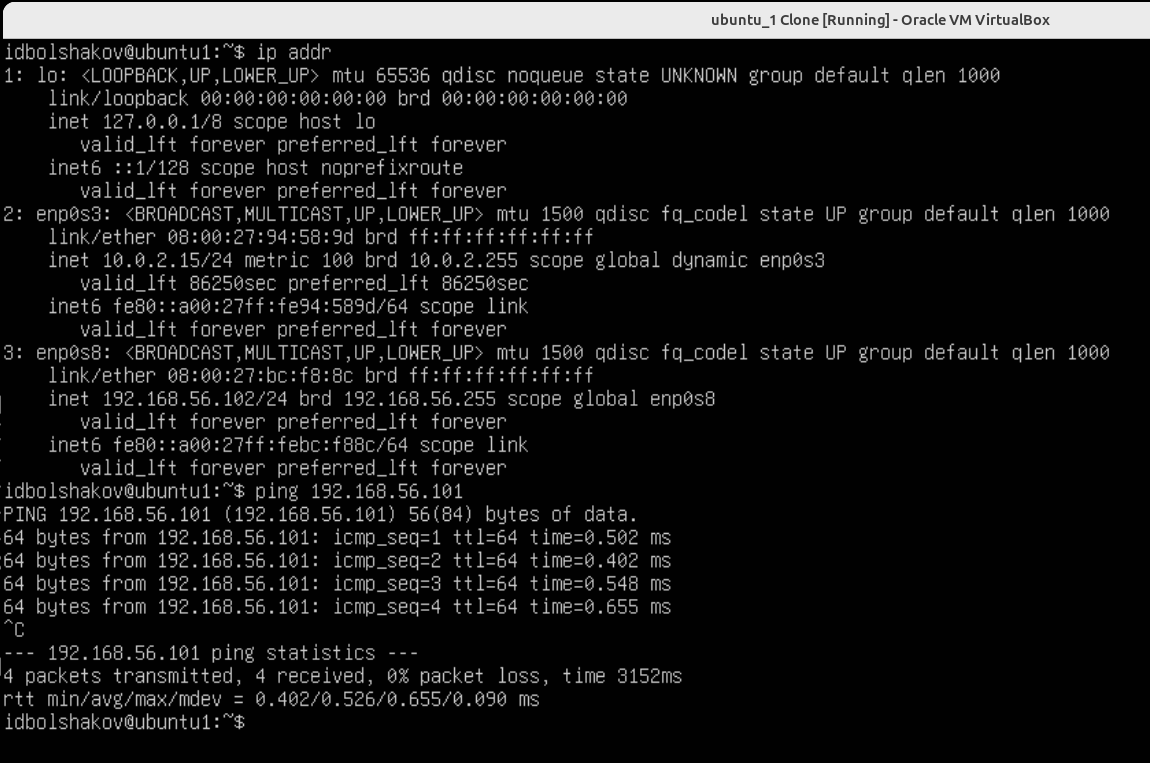 ubuntu_1 Clone [Running] - Oracle VM VirtualBox
idbolshakov@ubuntu1:~$ ip addr
1: lo: <LOOPBACK,UP,LOWER_UP> mtu 65536 qdisc noqueue state UNKNOWN group default qlen 1000
    link/loopback 00:00:00:00:00:00 brd 00:00:00:00:00:00
    inet 127.0.0.1/8 scope host lo
       valid_lft forever preferred_lft forever
    inet6 ::1/128 scope host noprefixroute
       valid_lft forever preferred_lft forever
2: enp0s3: <BROADCAST,MULTICAST,UP,LOWER_UP> mtu 1500 qdisc fq_codel state UP group default qlen 1000
    link/ether 08:00:27:94:58:9d brd ff:ff:ff:ff:ff:ff
    inet 10.0.2.15/24 metric 100 brd 10.0.2.255 scope global dynamic enp0s3
       valid_lft 86250sec preferred_lft 86250sec
    inet6 fe80::a00:27ff:fe94:589d/64 scope link
       valid_lft forever preferred_lft forever
3: enp0s8: <BROADCAST,MULTICAST,UP,LOWER_UP> mtu 1500 qdisc fq_codel state UP group default qlen 1000
    link/ether 08:00:27:bc:f8:8c brd ff:ff:ff:ff:ff:ff
    inet 192.168.56.102/24 brd 192.168.56.255 scope global enp0s8
       valid_lft forever preferred_lft forever
    inet6 fe80::a00:27ff:febc:f88c/64 scope link
       valid_lft forever preferred_lft forever
idbolshakov@ubuntu1:~$ ping 192.168.56.101
PING 192.168.56.101 (192.168.56.101) 56(84) bytes of data.
64 bytes from 192.168.56.101: icmp_seq=1 ttl=64 time=0.502 ms
64 bytes from 192.168.56.101: icmp_seq=2 ttl=64 time=0.402 ms
64 bytes from 192.168.56.101: icmp_seq=3 ttl=64 time=0.548 ms
64 bytes from 192.168.56.101: icmp_seq=4 ttl=64 time=0.655 ms
^C
--- 192.168.56.101 ping statistics ---
4 packets transmitted, 4 received, 0% packet loss, time 3152ms
rtt min/avg/max/mdev = 0.402/0.526/0.655/0.090 ms
idbolshakov@ubuntu1:~$